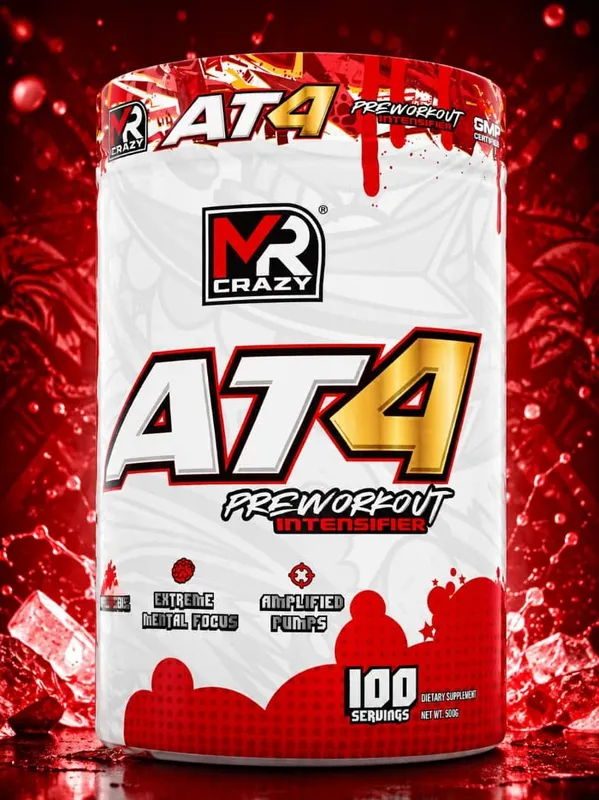 MR
CRAZY
AT4
PREWORKOUT
INTENSIFIER
GMP
MR ®
CRAZY
AT4
PREWORKOUT
INTENSIFIER
EXTREME
MENTAL FOCUS
AMPLIFIED
PUMPS
100
SERVINGS
DIETARY SUPPLEMENT
NET WT. 500G